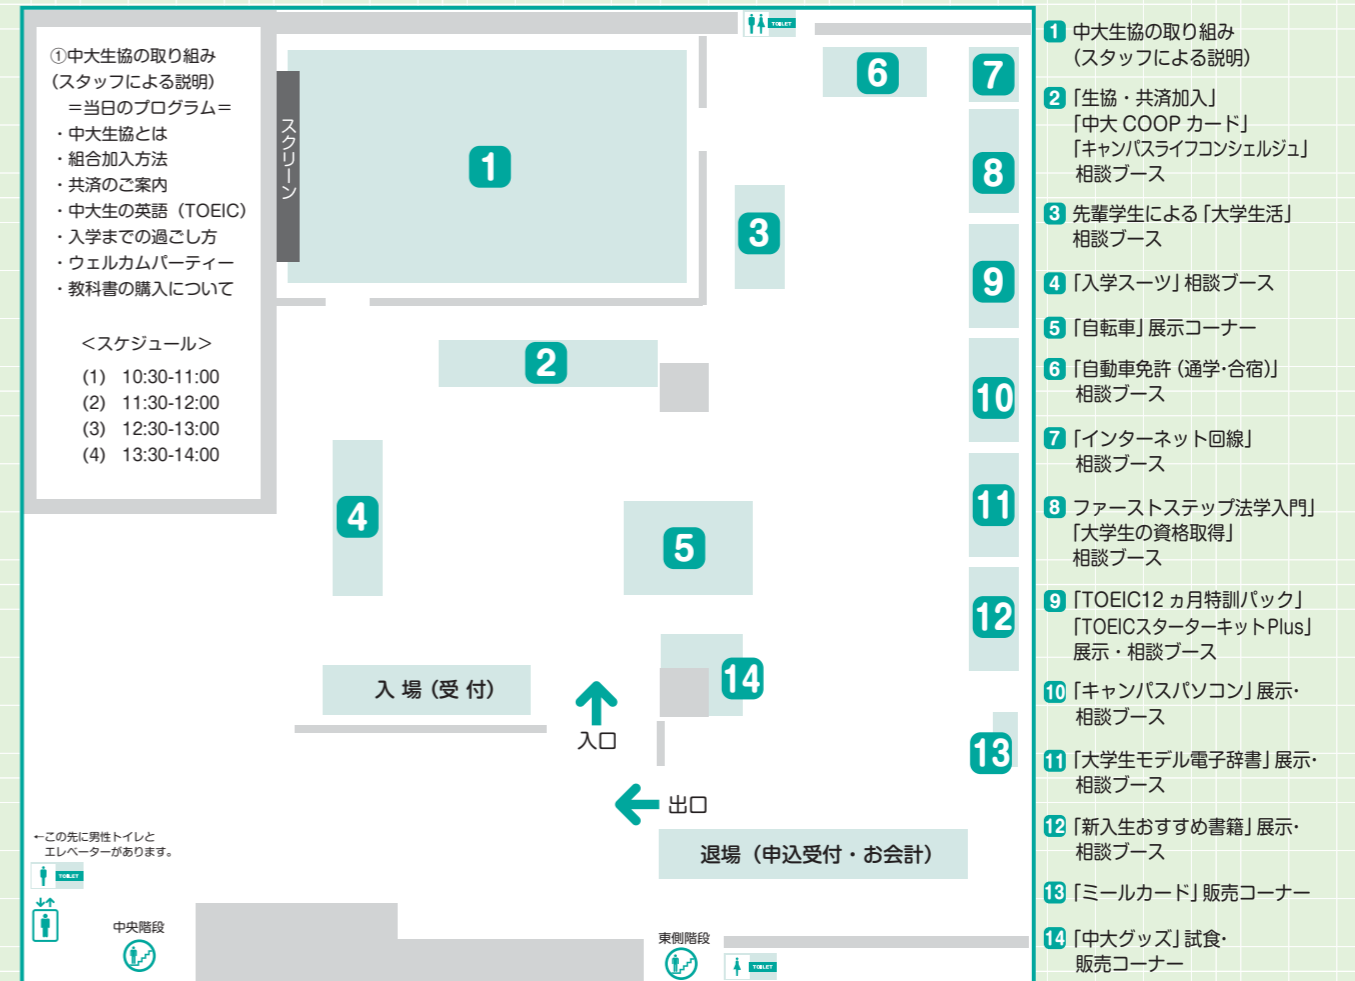 ①中大生協の取り組み
(スタッフによる説明)
＝当日のプログラム＝
・中大生協とは
・組合加入方法
・共済のご案内
・中大生の英語（TOEIC）
・入学までの過ごし方
・ウェルカムパーティー
・教科書の購入について
＜スケジュール＞
(1) 10:30-11:00
(2) 11:30-12:00
(3) 12:30-13:00
(4) 13:30-14:00
スクリーン
TOILET
1
2
3
4
5
6
7
8
9
10
11
12
14
13
入 場（受 付）
入口
出口
退場（申込受付・お会計）
←この先に男性トイレと
エレベーターがあります。
TOILET
中央階段
東側階段
TOILET
1 中大生協の取り組み
(スタッフによる説明)
2 「生協・共済加入」
「中大 COOP カード」
「キャンパスライフコンシェルジュ」
相談ブース
3 先輩学生による「大学生活」
相談ブース
4 「入学スーツ」相談ブース
5 「自転車」展示コーナー
6 「自動車免許（通学・合宿）」
相談ブース
7 「インターネット回線」
相談ブース
8 ファーストステップ法学入門」
「大学生の資格取得」
相談ブース
9 「TOEIC12 ヵ月特訓パック」
「TOEICスターターキットPlus」
展示・相談ブース
10 「キャンパスパソコン」展示・
相談ブース
11 「大学生モデル電子辞書」展示・
相談ブース
12 「新入生おすすめ書籍」展示・
相談ブース
13 「ミールカード」販売コーナー
14 「中大グッズ」試食・
販売コーナー